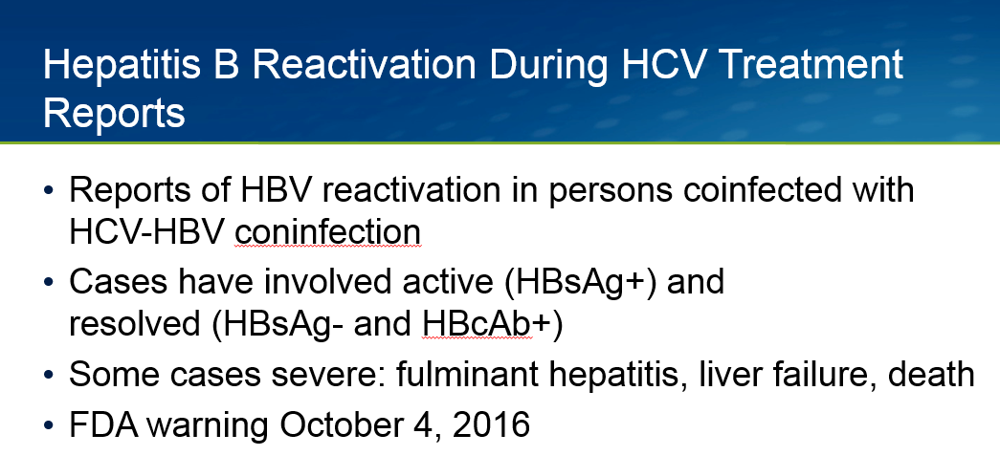 Hepatitis B Reactivation During HCV Treatment
Reports
• Reports of HBV reactivation in persons coinfected with
HCV-HBV coninfection
• Cases have involved active (HBsAg+) and
resolved (HBsAg- and HBcAb+)
• Some cases severe: fulminant hepatitis, liver failure, death
• FDA warning October 4, 2016